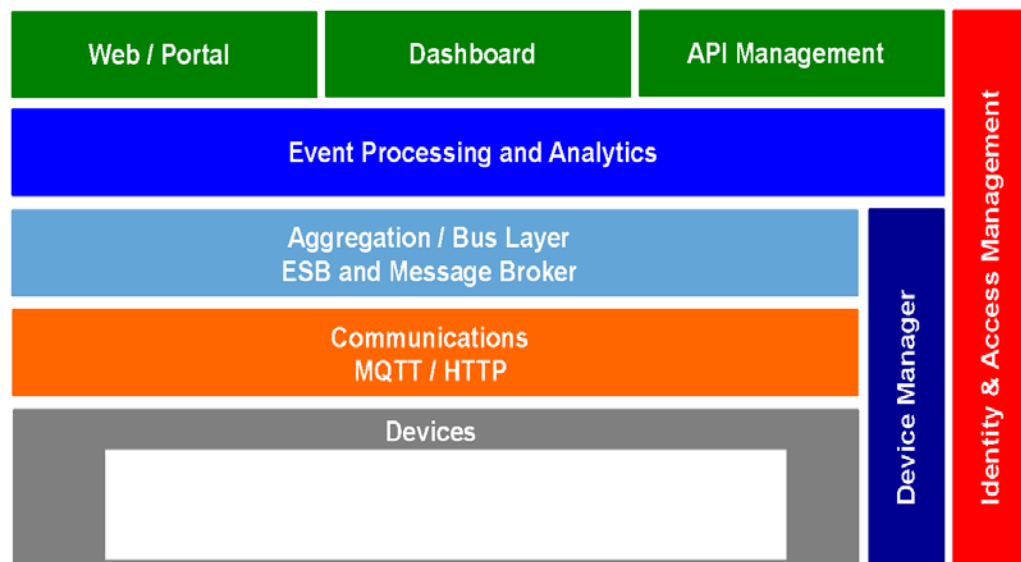 Web / Portal
Dashboard
API Management
Event Processing and Analytics
Aggregation / Bus Layer
ESB and Message Broker
Communications
MQTT / HTTP
Devices
Device Manager
Identity & Access Management